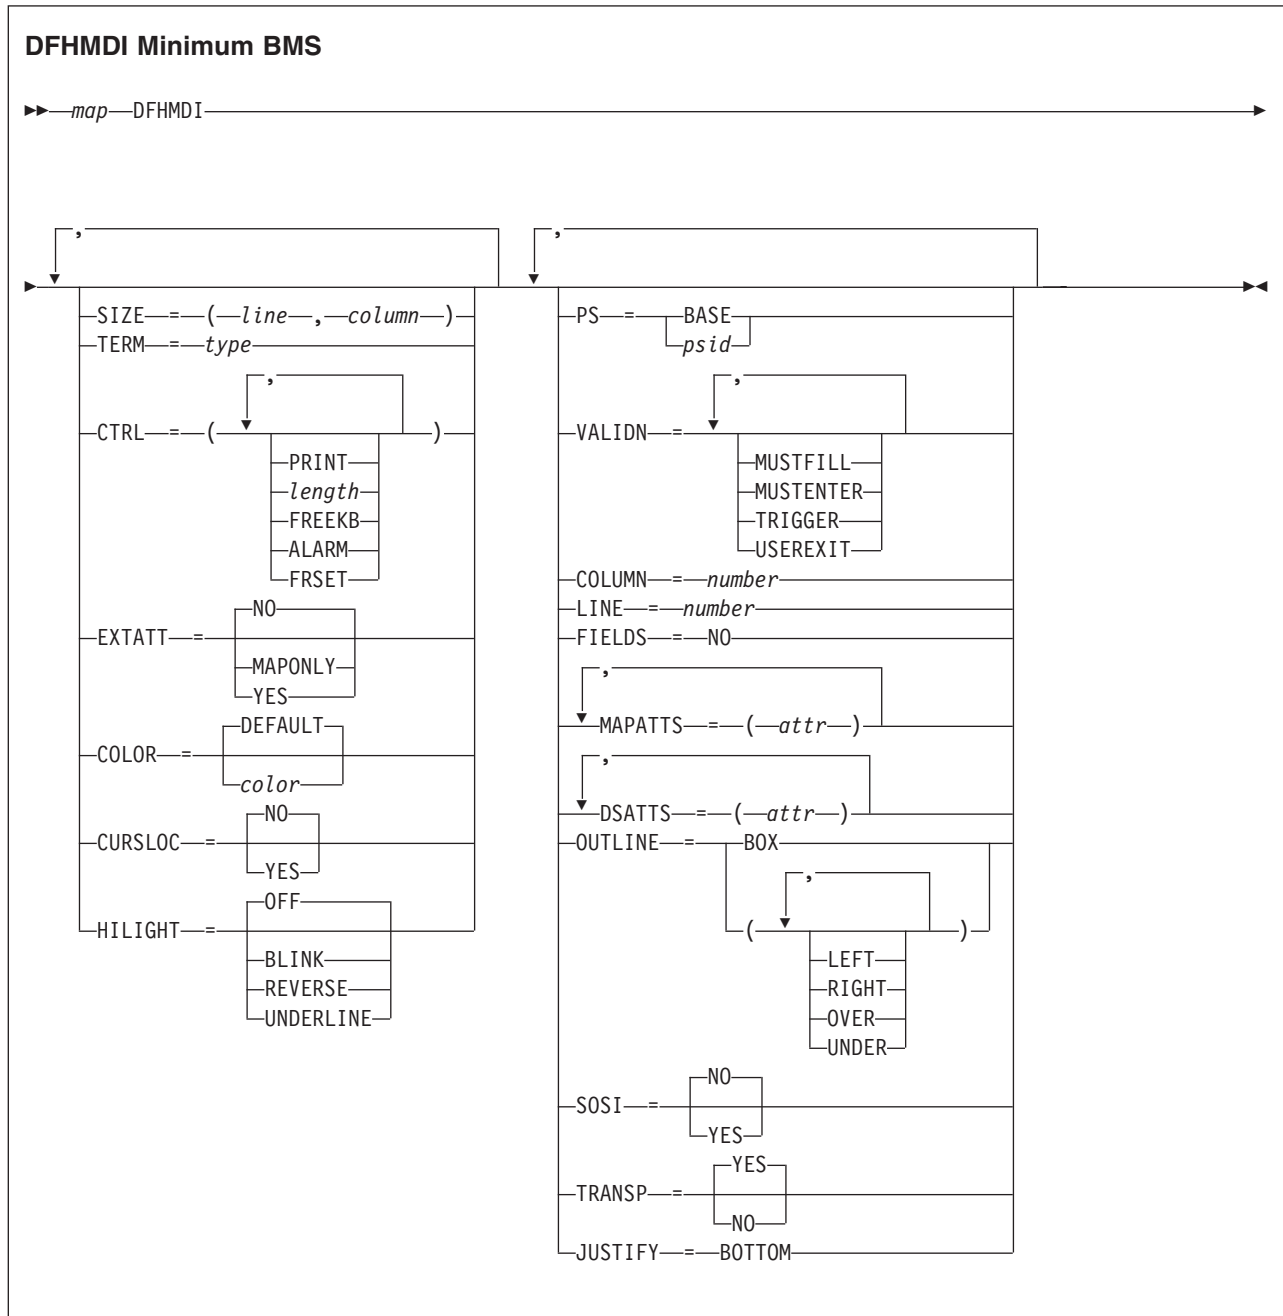 DFHMDI Minimum BMS
map DFHMDI
,
SIZE = ( line , column )
TERM = type
,
CTRL = ( )
PRINT
length
FREEKB
ALARM
FRSET
NO
EXTATT =
MAPONLY
YES
DEFAULT
COLOR =
color
NO
CURSLOC =
YES
OFF
HILIGHT =
BLINK
REVERSE
UNDERLINE
,
PS = BASE
psid
,
VALIDN =
MUSTFILL
MUSTENTER
TRIGGER
USEREXIT
COLUMN = number
LINE = number
FIELDS = NO
,
MAPATTS = ( attr )
,
DSATTS = ( attr )
OUTLINE = BOX
,
( )
LEFT
RIGHT
OVER
UNDER
NO
SOSI =
YES
YES
TRANSP =
NO
JUSTIFY = BOTTOM